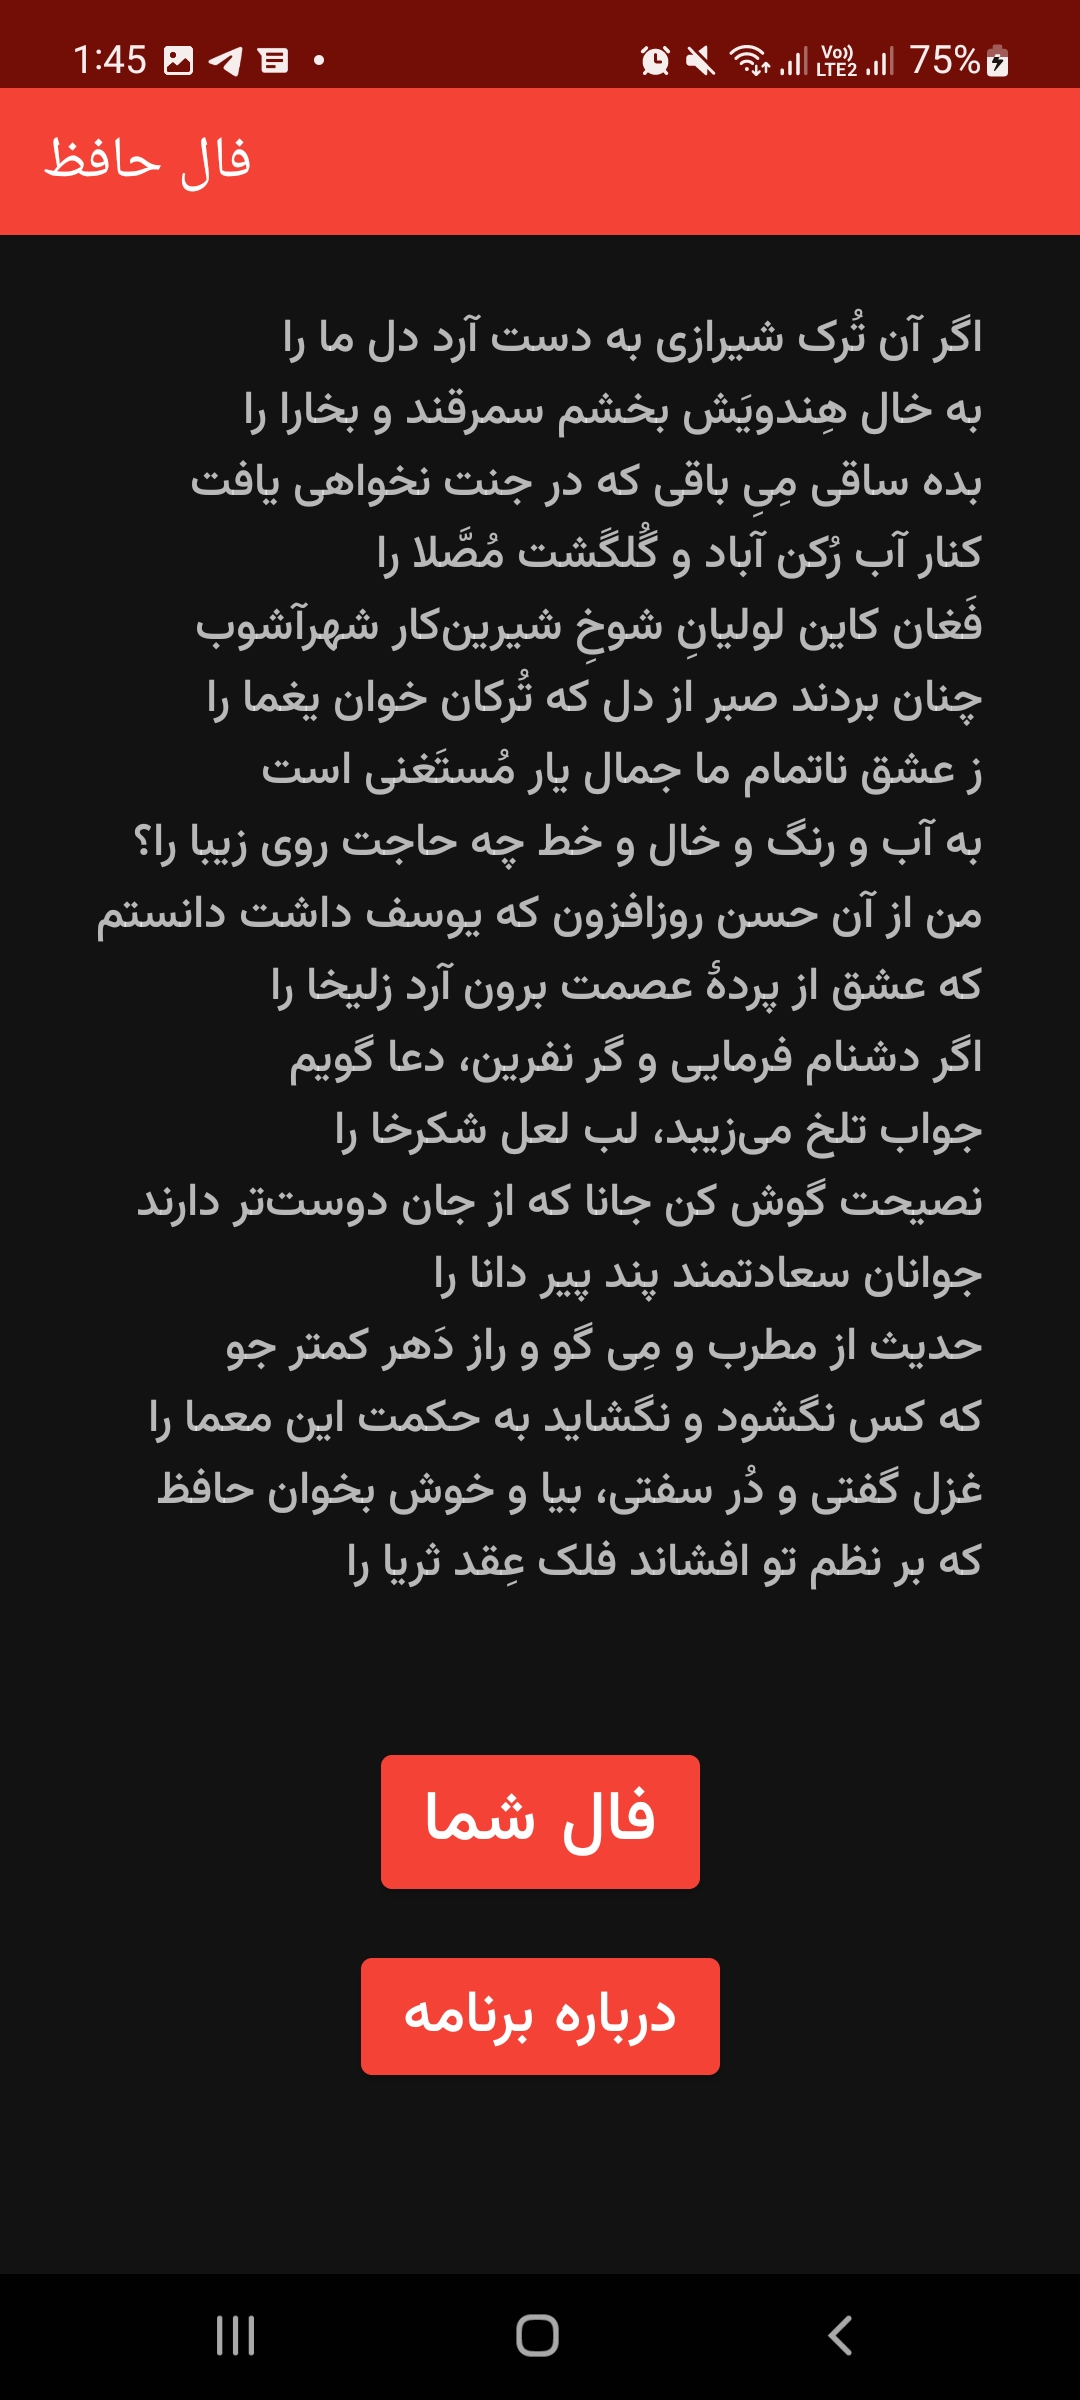 1:45
Vo)) LTE2
75%
فال حافظ
اگر آن تُرک شیرازی به دست آرد دل ما را
به خال هِندویَش بخشم سمرقند و بخارا را
بده ساقی مِیِ باقی که در جنت نخواهی یافت
کنار آب رُکن آباد و گُلگَشت مُصَّلا را
فَغان کاین لولیانِ شوخِ شیرین‌کار شهرآشوب
چنان بردند صبر از دل که تُرکان خوان یغما را
ز عشق ناتمام ما جمال یار مُستَغنی است
به آب و رنگ و خال و خط چه حاجت روی زیبا را؟
من از آن حسن روزافزون که یوسف داشت دانستم
که عشق از پردهٔ عصمت برون آرد زلیخا را
اگر دشنام فرمایی و گر نفرین، دعا گویم
جواب تلخ می‌زیبد، لب لعل شکرخا را
نصیحت گوش کن جانا که از جان دوست‌تر دارند
جوانان سعادتمند پند پیر دانا را
حدیث از مطرب و مِی گو و راز دَهر کمتر جو
که کس نگشود و نگشاید به حکمت این معما را
غزل گفتی و دُر سفتی، بیا و خوش بخوان حافظ
که بر نظم تو افشاند فلک عِقد ثریا را
فال شما
درباره برنامه